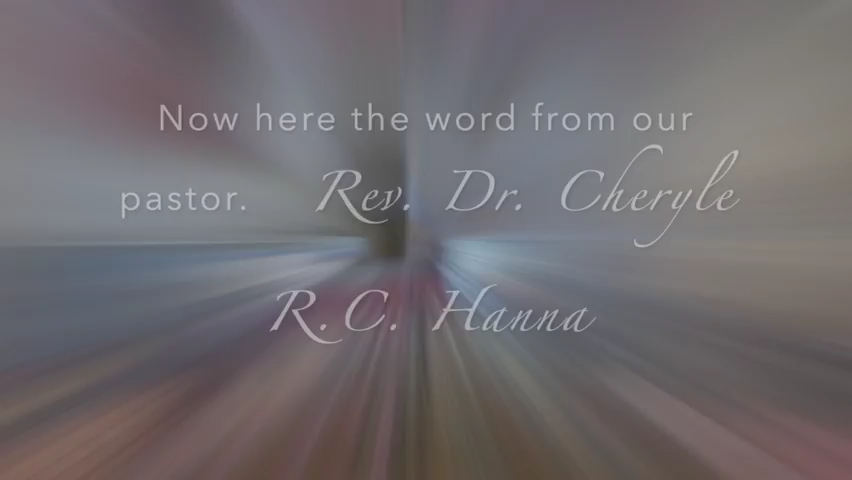 Now here the word from our
pastor. Rev. Dr. Cheryle
R.C. Hanna